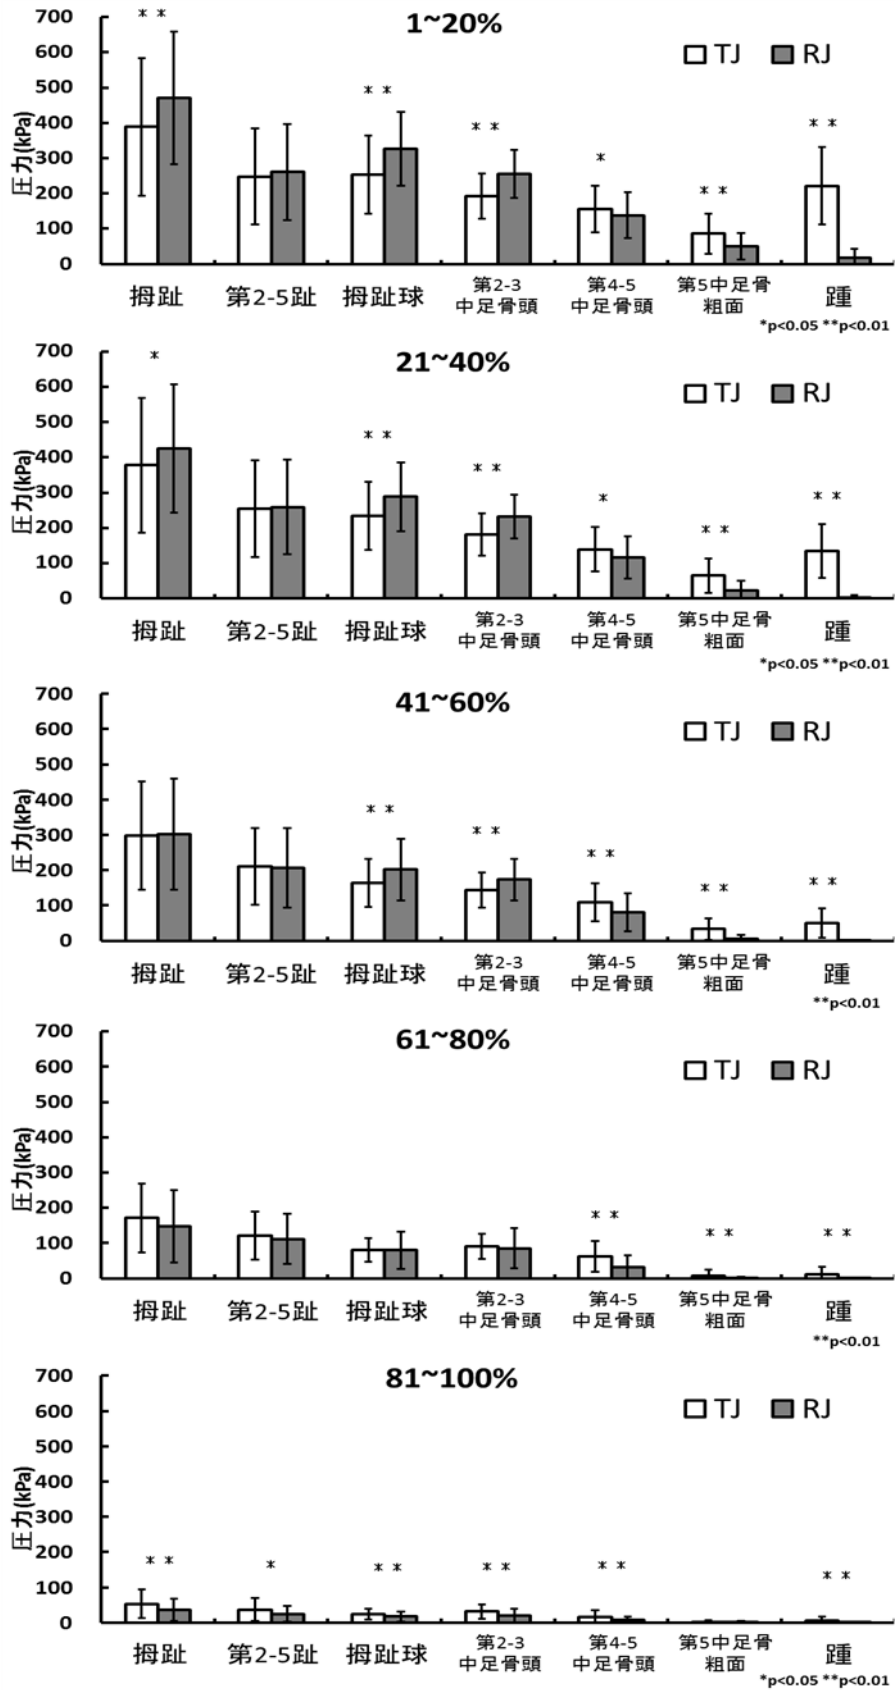 1~20%
TJ RJ
圧力(kPa)
700
600
500
400
300
200
100
0
** ** ** * ** **
拇趾 第2-5趾 拇趾球 第2-3中足骨頭 第4-5中足骨頭 第5中足骨粗面 踵
*p<0.05 **p<0.01
21~40%
TJ RJ
圧力(kPa)
700
600
500
400
300
200
100
0
* ** ** * ** **
拇趾 第2-5趾 拇趾球 第2-3中足骨頭 第4-5中足骨頭 第5中足骨粗面 踵
*p<0.05 **p<0.01
41~60%
TJ RJ
圧力(kPa)
700
600
500
400
300
200
100
0
** ** ** ** **
拇趾 第2-5趾 拇趾球 第2-3中足骨頭 第4-5中足骨頭 第5中足骨粗面 踵
**p<0.01
61~80%
TJ RJ
圧力(kPa)
700
600
500
400
300
200
100
0
** ** **
拇趾 第2-5趾 拇趾球 第2-3中足骨頭 第4-5中足骨頭 第5中足骨粗面 踵
**p<0.01
81~100%
TJ RJ
圧力(kPa)
700
600
500
400
300
200
100
0
** * ** ** ** **
拇趾 第2-5趾 拇趾球 第2-3中足骨頭 第4-5中足骨頭 第5中足骨粗面 踵
*p<0.05 **p<0.01